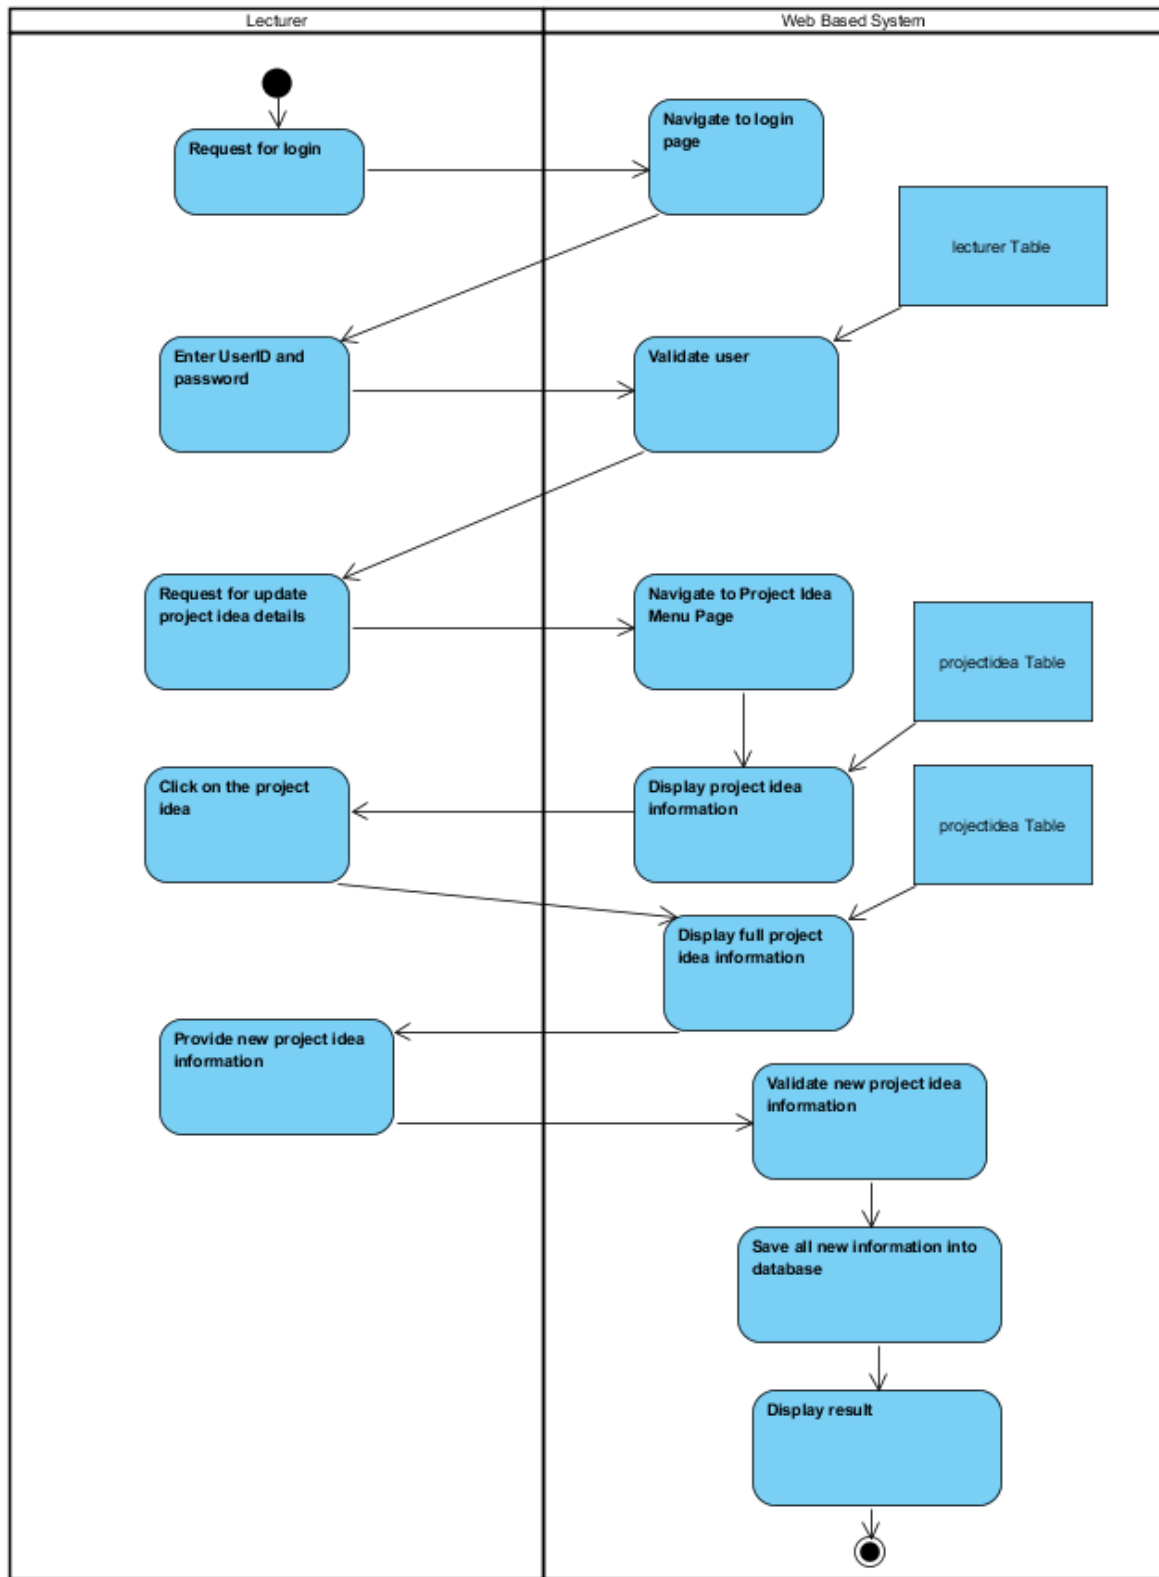 Lecturer
Web Based System
Request for login
Navigate to login
page
lecturer Table
Enter UserID and
password
Validate user
Request for update
project idea details
Navigate to Project Idea
Menu Page
projectidea Table
Click on the project
idea
Display project idea
information
projectidea Table
Display full project
idea information
Provide new project idea
information
Validate new project idea
information
Save all new information into
database
Display result